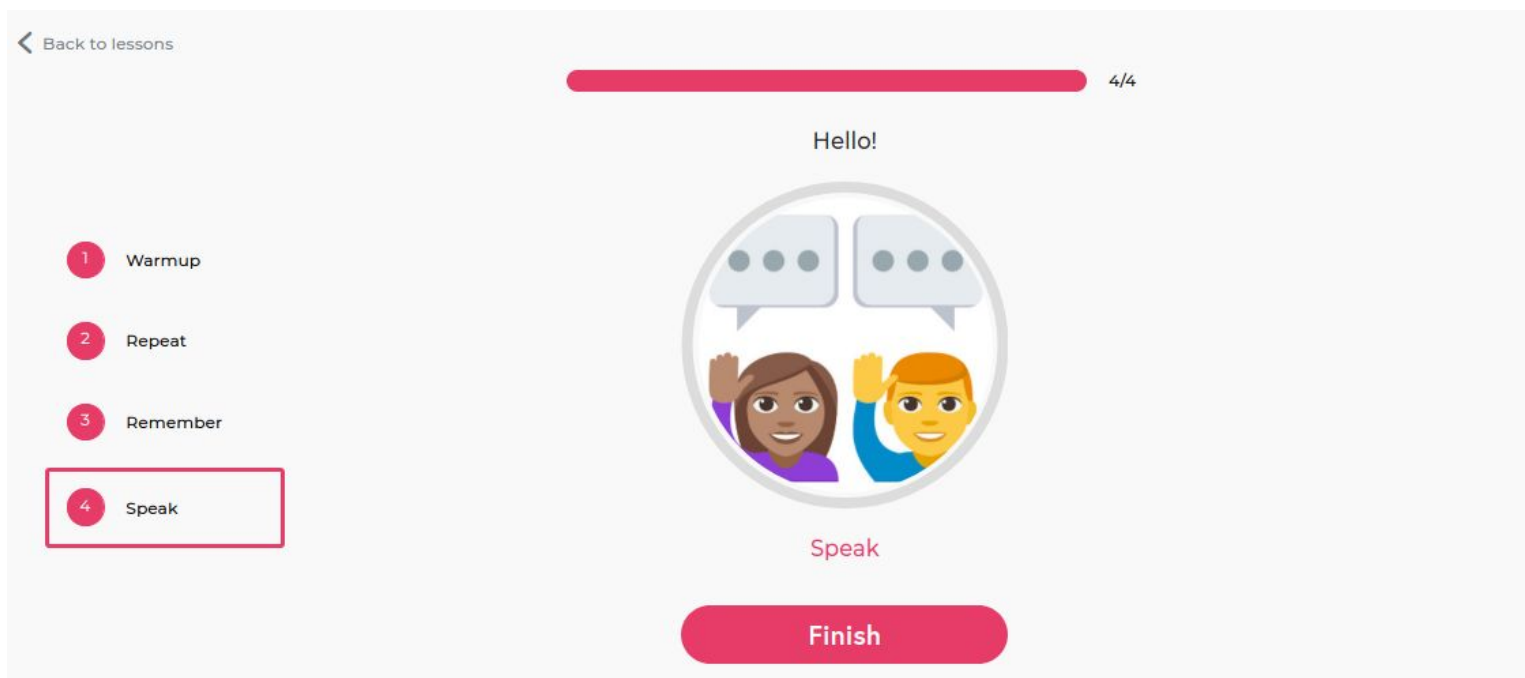 Back to lessons
4/4
Hello!
1 Warmup
2 Repeat
3 Remember
4 Speak
Speak
Finish